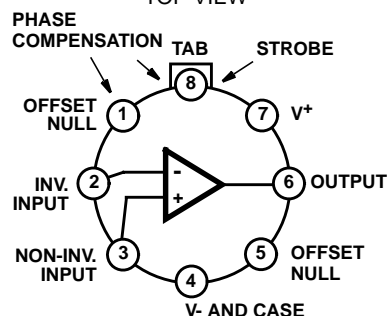 TOP VIEW
PHASE
COMPENSATION
TAB
STROBE
8
OFFSET
NULL
1
7
V+
INV.
INPUT
2
-
+
6
OUTPUT
NON-INV.
INPUT
3
5
OFFSET
NULL
4
V- AND CASE